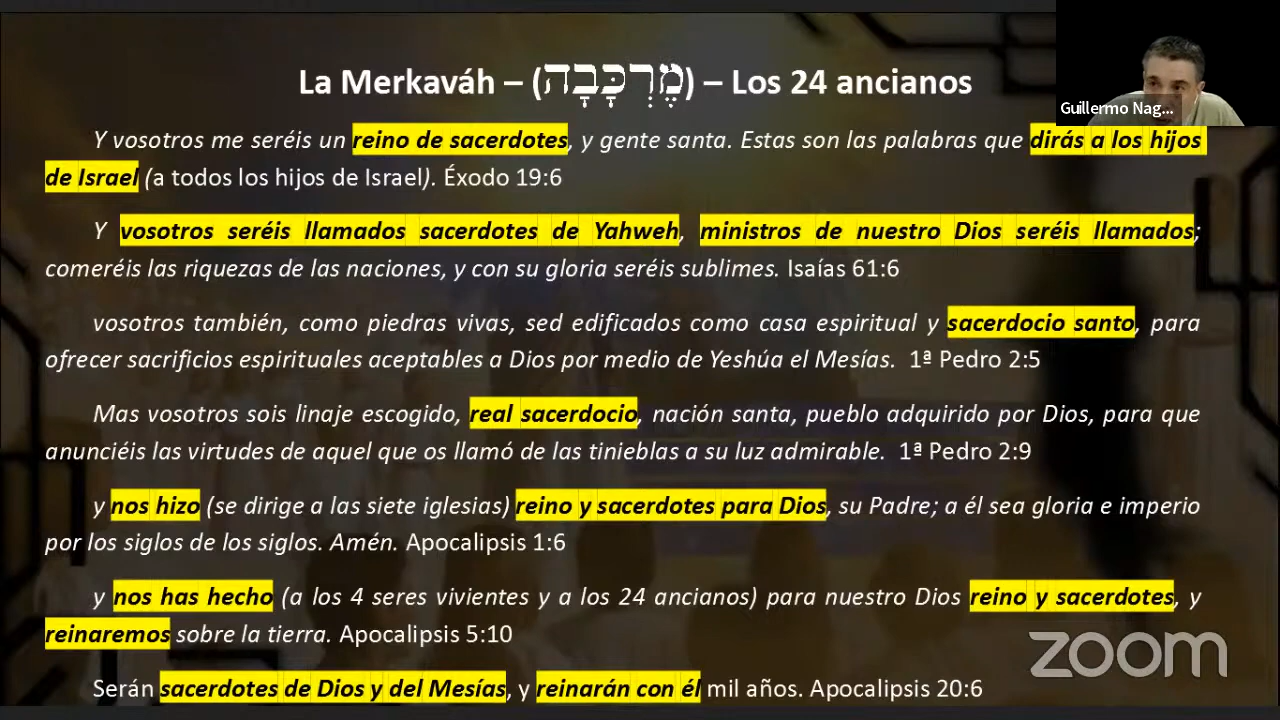 La Merkaváh – (מֶרְכָּבָה) – Los 24 ancianos
Guillermo Nag...
Y vosotros me seréis un reino de sacerdotes, y gente santa. Estas son las palabras que dirás a los hijos
de Israel (a todos los hijos de Israel). Éxodo 19:6
Y vosotros seréis llamados sacerdotes de Yahweh, ministros de nuestro Dios seréis llamados;
comeréis las riquezas de las naciones, y con su gloria seréis sublimes. Isaías 61:6
vosotros también, como piedras vivas, sed edificados como casa espiritual y sacerdocio santo, para
ofrecer sacrificios espirituales aceptables a Dios por medio de Yeshúa el Mesías. 1ª Pedro 2:5
Mas vosotros sois linaje escogido, real sacerdocio, nación santa, pueblo adquirido por Dios, para que
anunciéis las virtudes de aquel que os llamó de las tinieblas a su luz admirable. 1ª Pedro 2:9
y nos hizo (se dirige a las siete iglesias) reino y sacerdotes para Dios, su Padre; a él sea gloria e imperio
por los siglos de los siglos. Amén. Apocalipsis 1:6
y nos has hecho (a los 4 seres vivientes y a los 24 ancianos) para nuestro Dios reino y sacerdotes, y
reinaremos sobre la tierra. Apocalipsis 5:10
zoom
Serán sacerdotes de Dios y del Mesías, y reinarán con él mil años. Apocalipsis 20:6